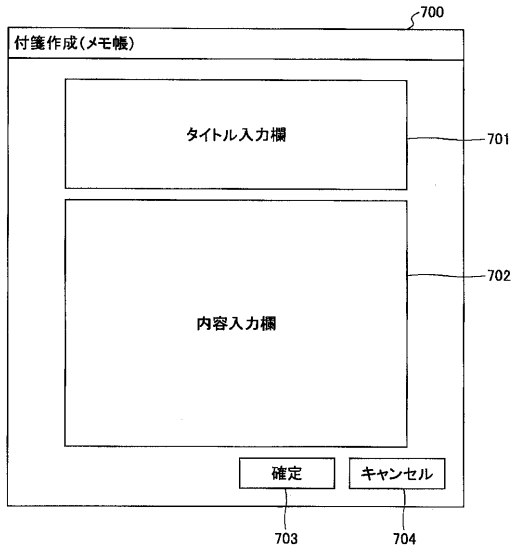 700
付箋作成(メモ帳)
タイトル入力欄
701
702
内容入力欄
確定
キャンセル
703
704